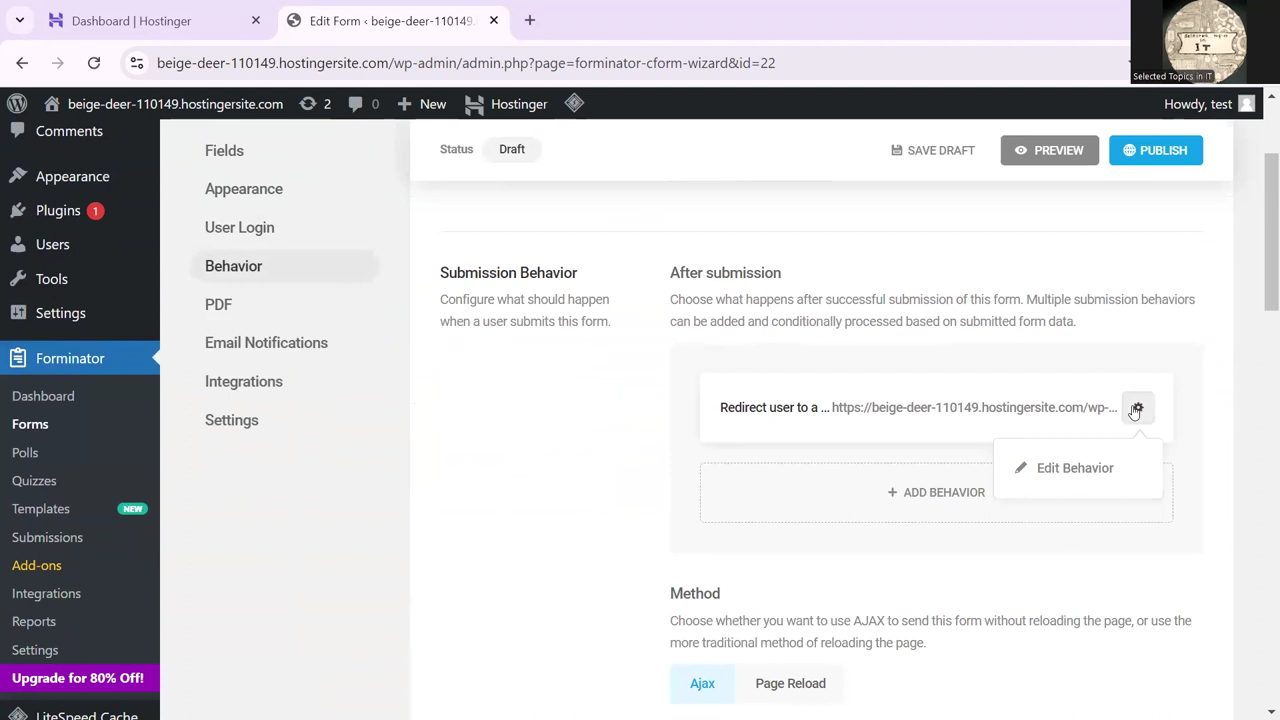 Dashboard | Hostinger
Edit Form ‹ beige-deer-110149.
beige-deer-110149.hostingersite.com/wp-admin/admin.php?page=forminator-cform-wizard&id=22
Selected Topics in IT
Selected Topics in IT
beige-deer-110149.hostingersite.com
2
0
New
Hostinger
Howdy, test
Comments
Appearance
Plugins 1
Users
Tools
Settings
Forminator
Dashboard
Forms
Polls
Quizzes
Templates NEW
Submissions
Add-ons
Integrations
Reports
Settings
Upgrade for 80% Off!
LiteSpeed Cache
Fields
Appearance
User Login
Behavior
PDF
Email Notifications
Integrations
Settings
Status Draft
SAVE DRAFT
PREVIEW
PUBLISH
Submission Behavior
Configure what should happen
when a user submits this form.
After submission
Choose what happens after successful submission of this form. Multiple submission behaviors
can be added and conditionally processed based on submitted form data.
Redirect user to a ... https://beige-deer-110149.hostingersite.com/wp-...
Edit Behavior
+ ADD BEHAVIOR
Method
Choose whether you want to use AJAX to send this form without reloading the page, or use the
more traditional method of reloading the page.
Ajax
Page Reload